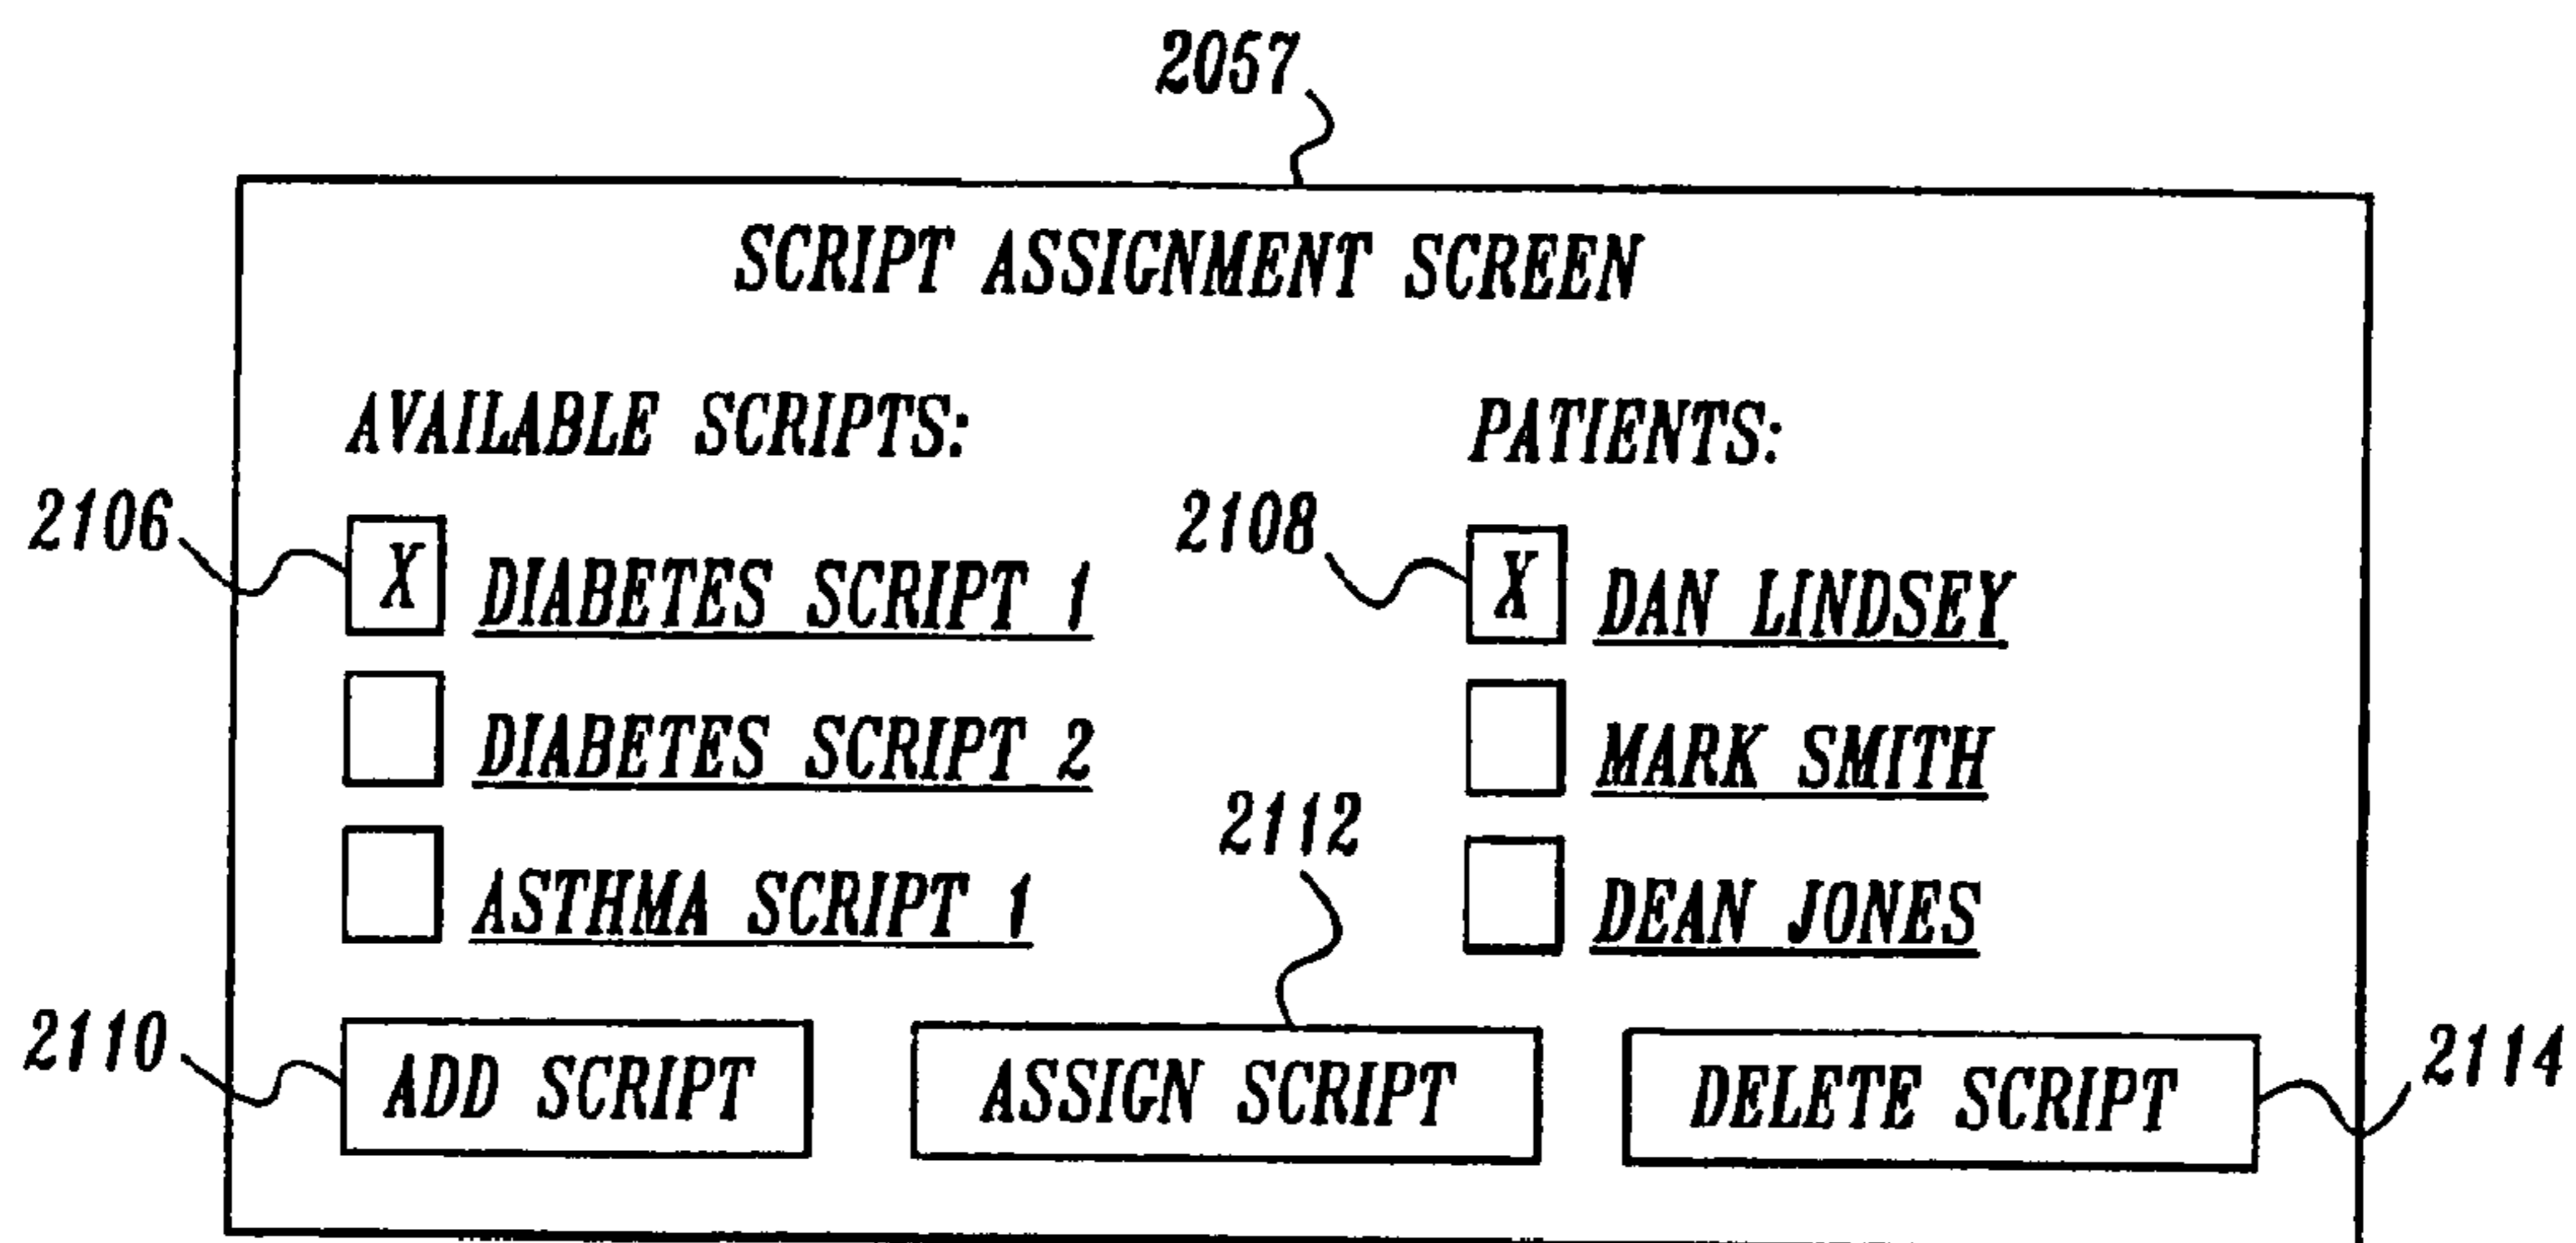 2057
SCRIPT ASSIGNMENT SCREEN
AVAILABLE SCRIPTS: PATIENTS:
2106 X DIABETES SCRIPT 1 2108 X DAN LINDSEY
DIABETES SCRIPT 2 MARK SMITH
2112
ASTHMA SCRIPT 1 DEAN JONES
2110 ADD SCRIPT ASSIGN SCRIPT DELETE SCRIPT 2114